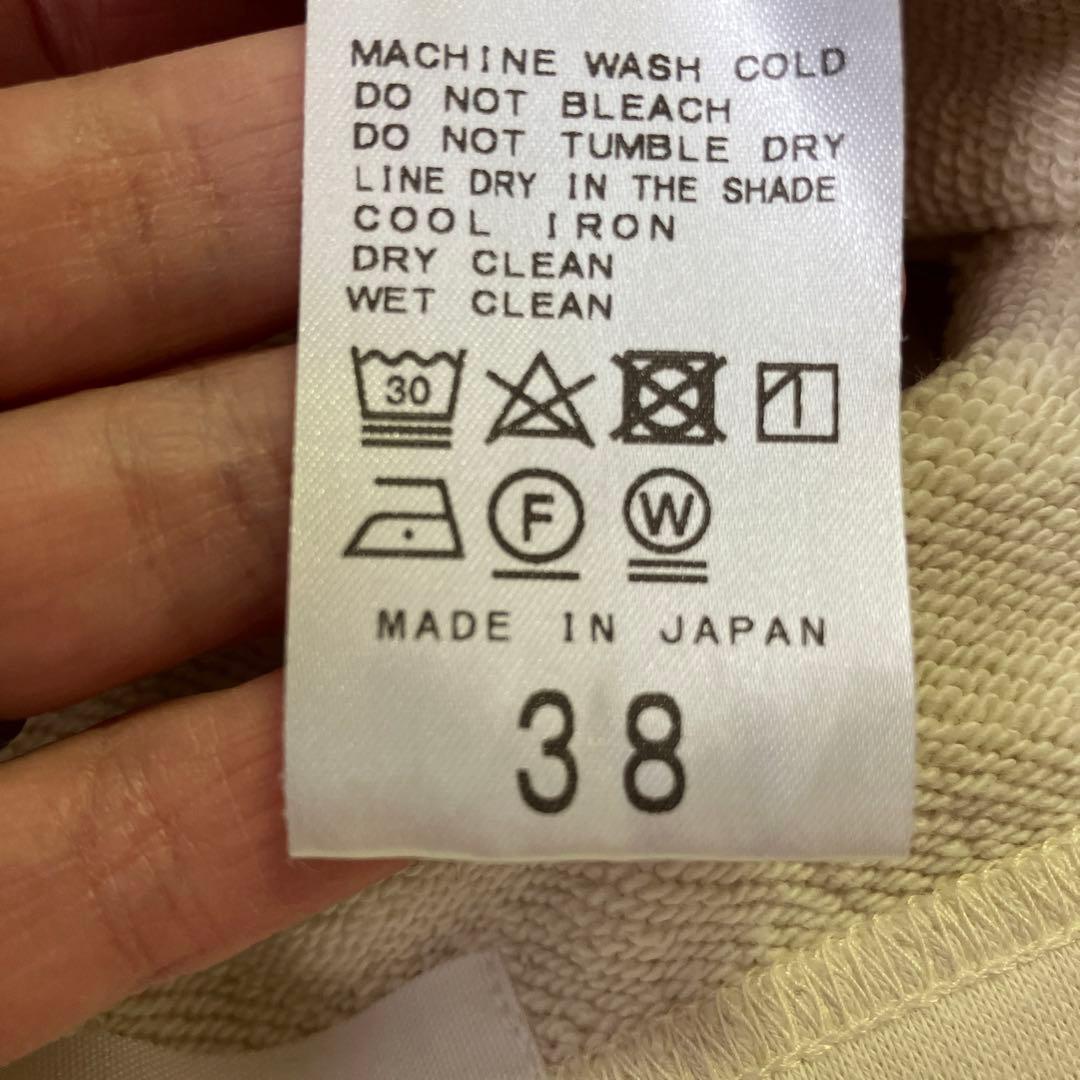 MACHINE WASH COLD
DO NOT BLEACH
DO NOT TUMBLE DRY
LINE DRY IN THE SHADE
COOL IRON
DRY CLEAN
WET CLEAN
30
F W
MADE IN JAPAN
38